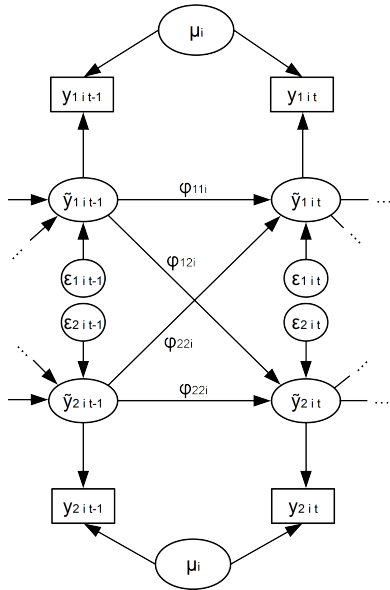 μi
y1 i t-1 y1 i t
φ11i
ỹ1 i t-1 ỹ1 i t ...
... ...
φ12i
ε1 i t-1 ε1 i t
ε2 i t-1 ε2 i t
φ22i
... ...
φ22i
ỹ2 i t-1 ỹ2 i t ...
y2 i t-1 y2 i t
μi